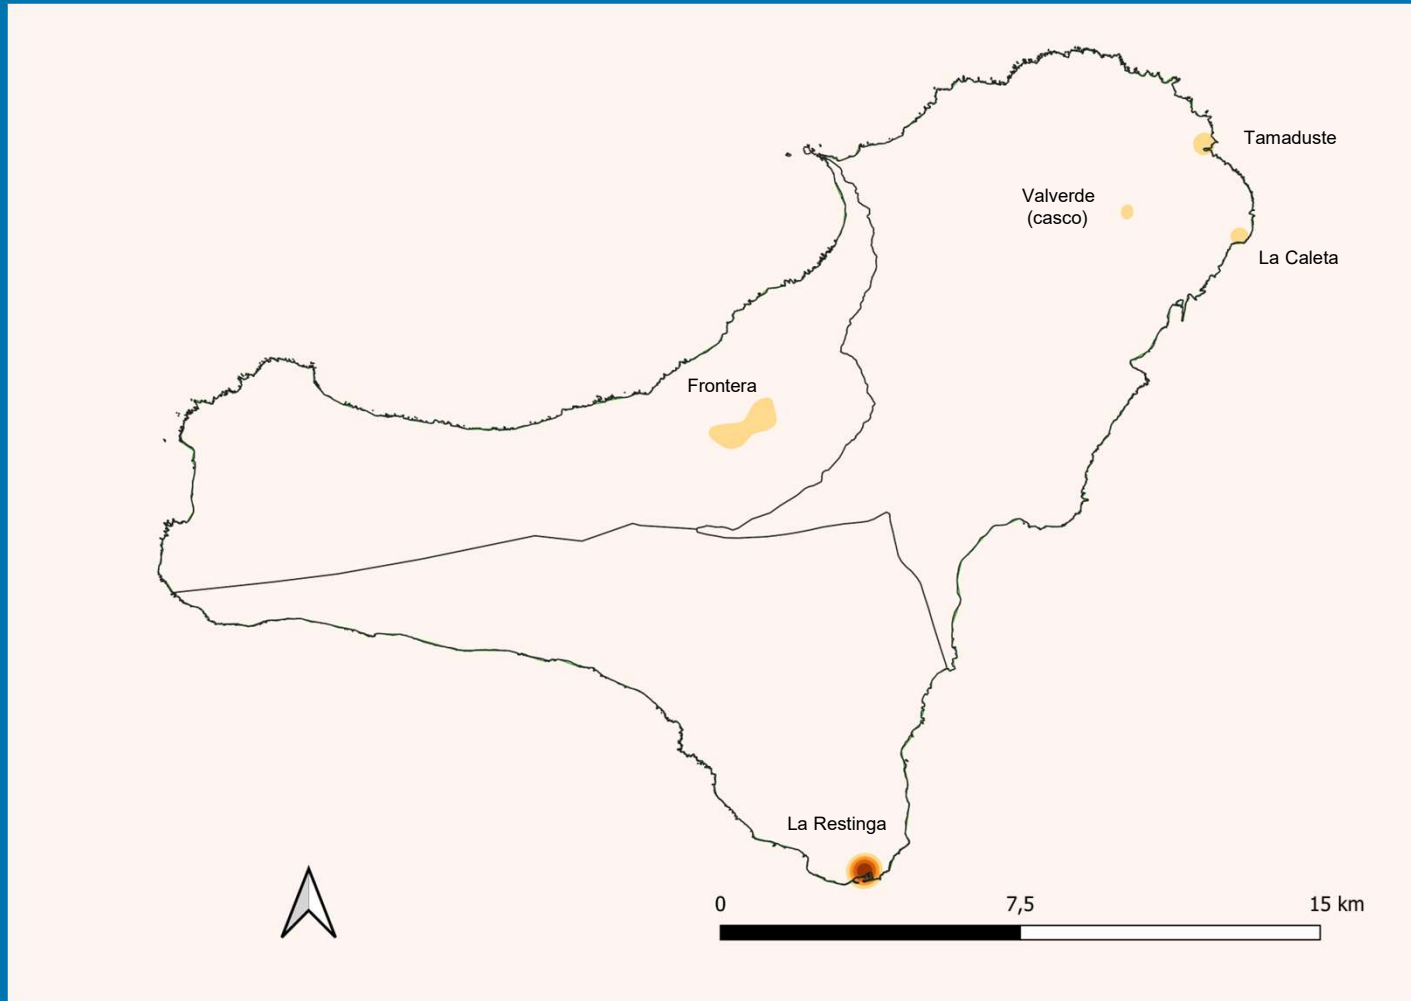 Tamaduste
Valverde
(casco)
La Caleta
Frontera
La Restinga
0 7,5 15 km